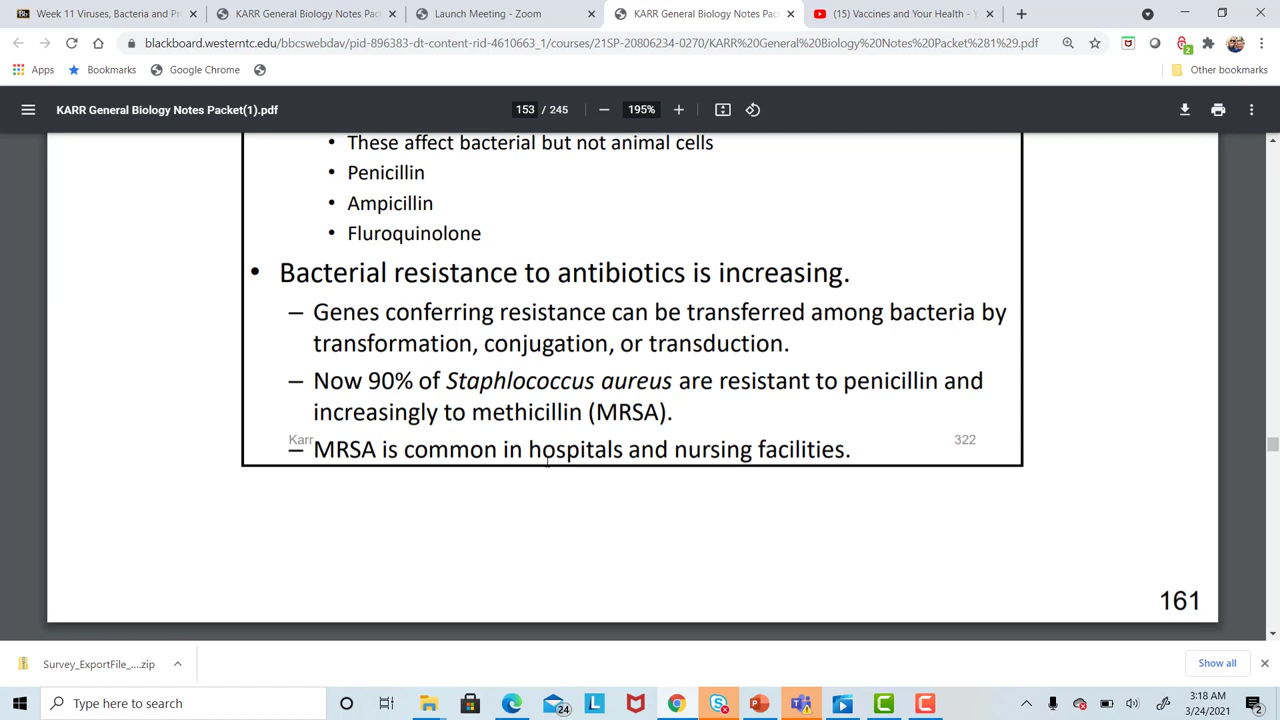 Week 11 Viruses, Bacteria and Pr
KARR General Biology Notes Pack
Launch Meeting - Zoom
KARR General Biology Notes Pac
(15) Vaccines and Your Health - Y
blackboard.westerntc.edu/bbcswebdav/pid-896383-dt-content-rid-4610663_1/courses/21SP-20806234-0270/KARR%20General%20Biology%20Notes%20Packet%281%29.pdf
2
Apps
Bookmarks
Google Chrome
Other bookmarks
KARR General Biology Notes Packet(1).pdf
153 / 245
195%
• These affect bacterial but not animal cells
• Penicillin
• Ampicillin
• Fluroquinolone
• Bacterial resistance to antibiotics is increasing.
– Genes conferring resistance can be transferred among bacteria by
transformation, conjugation, or transduction.
– Now 90% of Staphlococcus aureus are resistant to penicillin and
increasingly to methicillin (MRSA).
Karr
322
– MRSA is common in hospitals and nursing facilities.
161
Survey_ExportFile_....zip
Show all
Type here to search
24
3:18 AM
3/24/2021
2